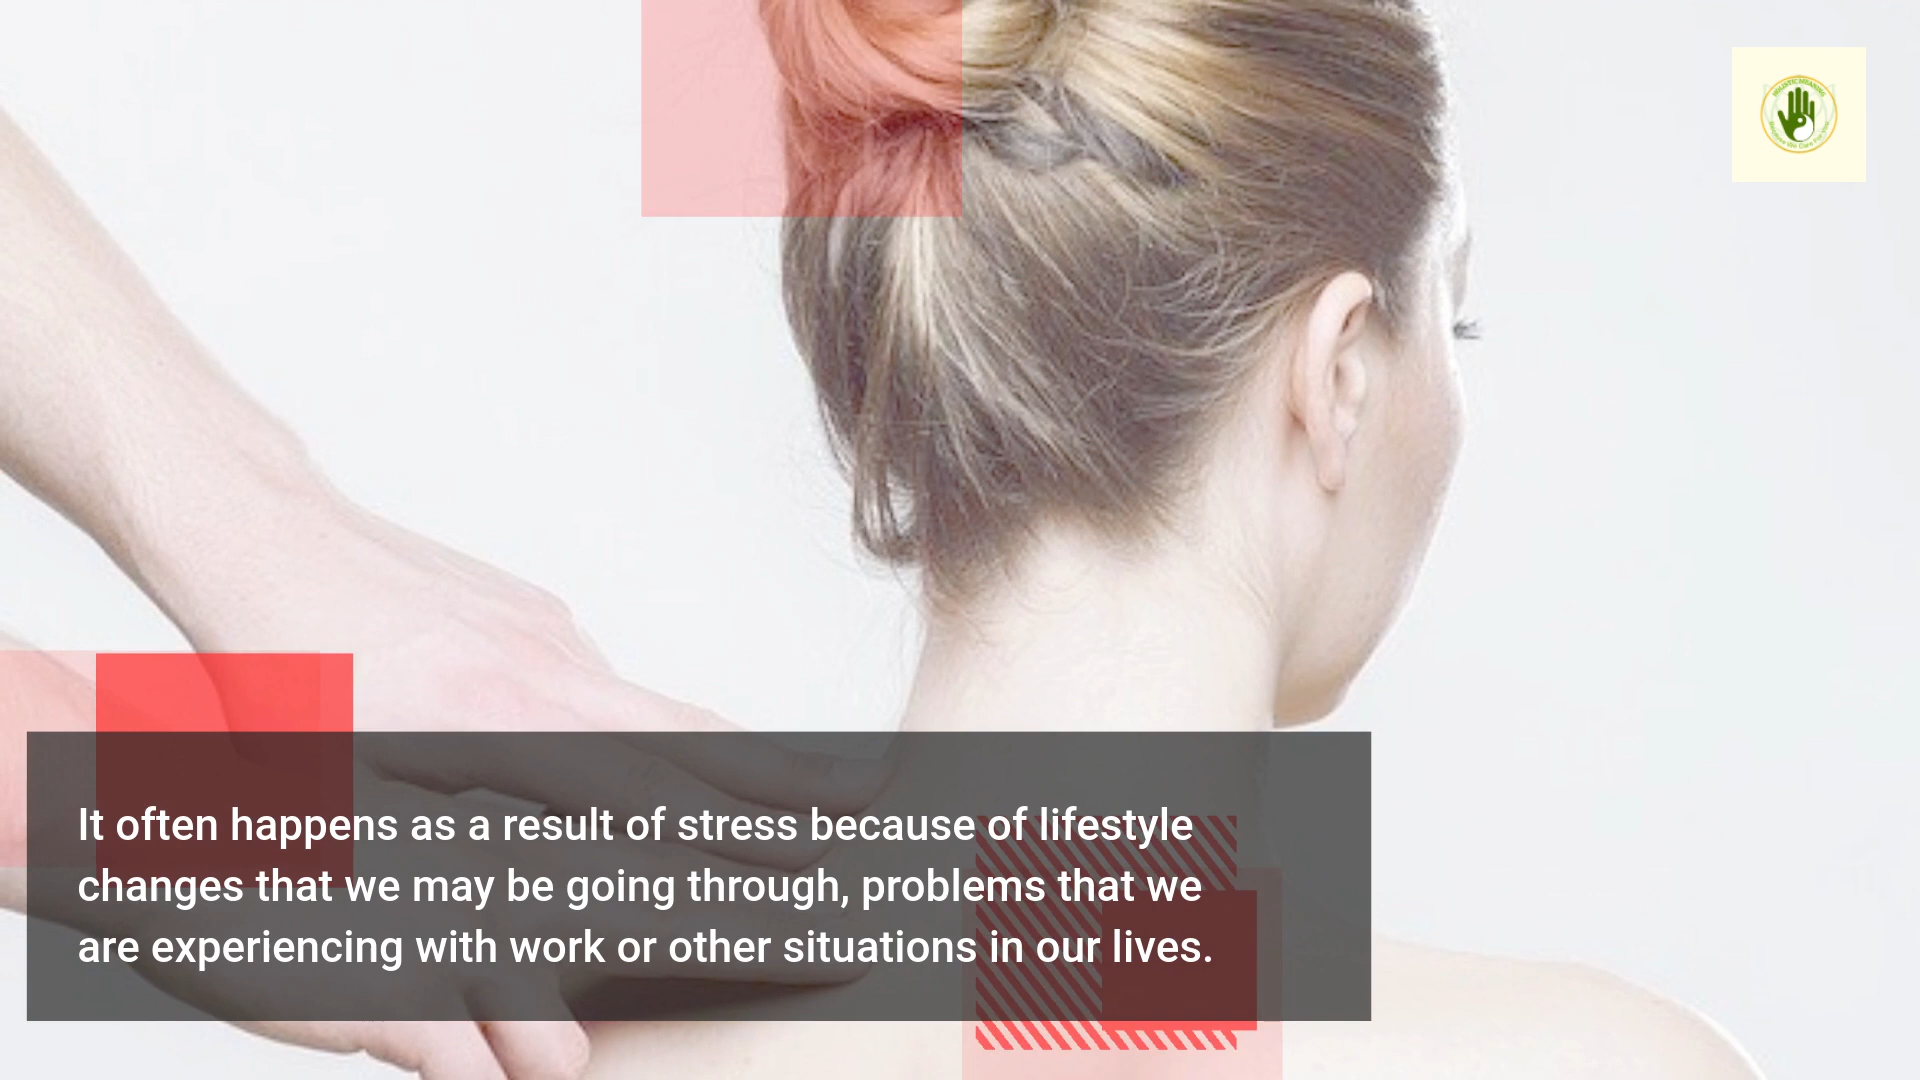 It often happens as a result of stress because of lifestyle
changes that we may be going through, problems that we
are experiencing with work or other situations in our lives.